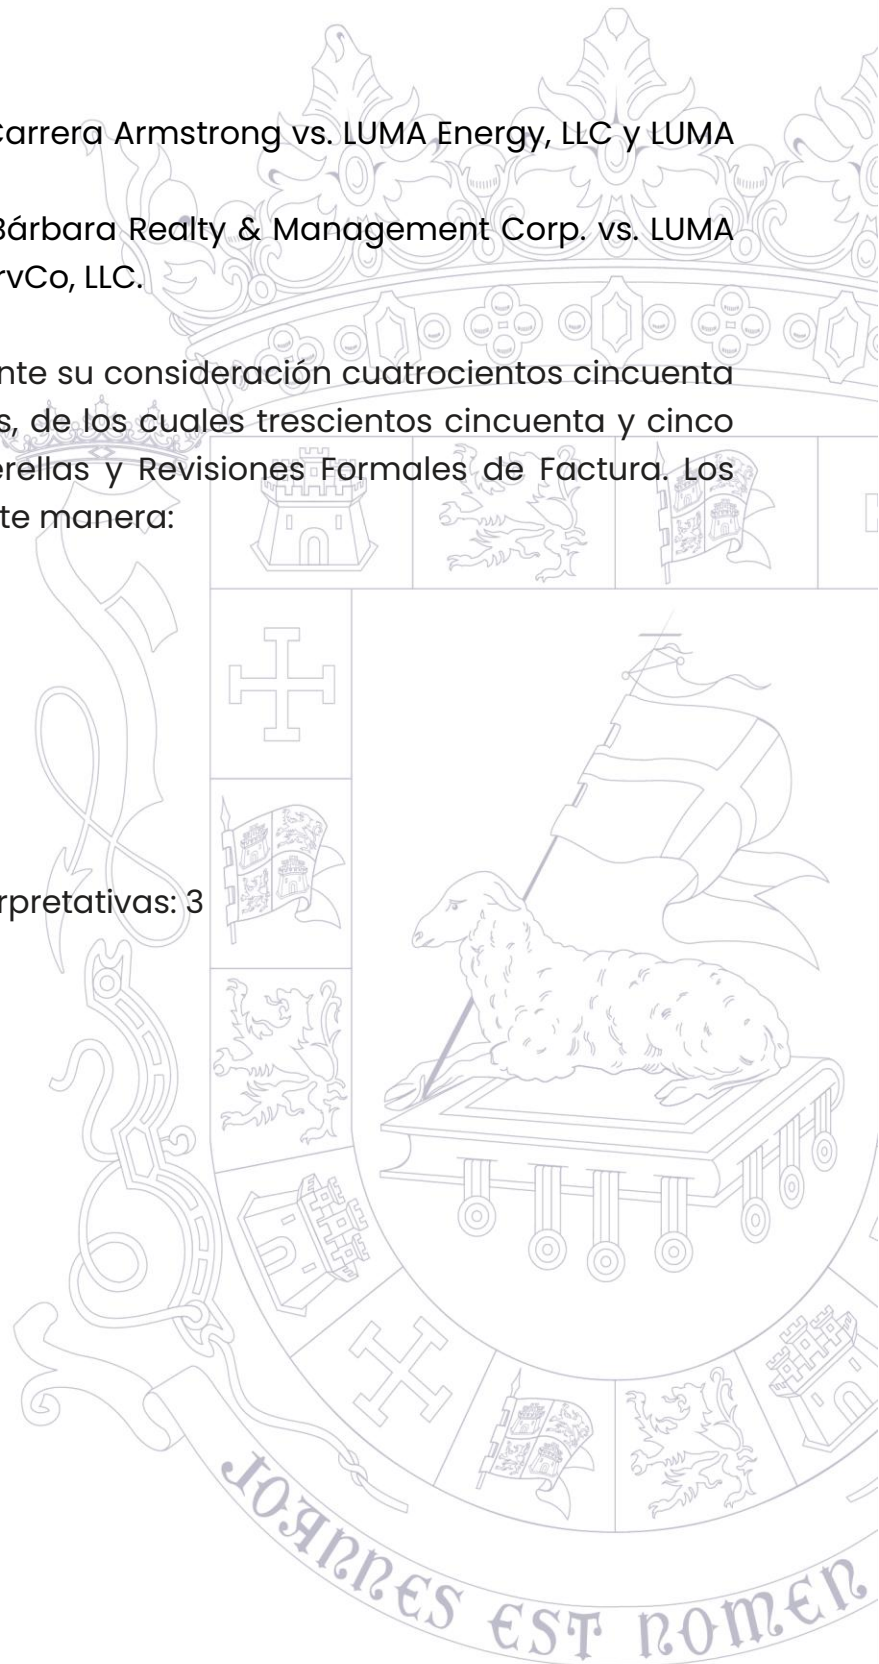 Carrera Armstrong vs. LUMA Energy, LLC y LUMA
Bárbara Realty & Management Corp. vs. LUMA
rvCo, LLC.
nte su consideración cuatrocientos cincuenta
s, de los cuales trescientos cincuenta y cinco
erellas y Revisiones Formales de Factura. Los
te manera:
rpretativas: 3
JOANNES EST NOMEN